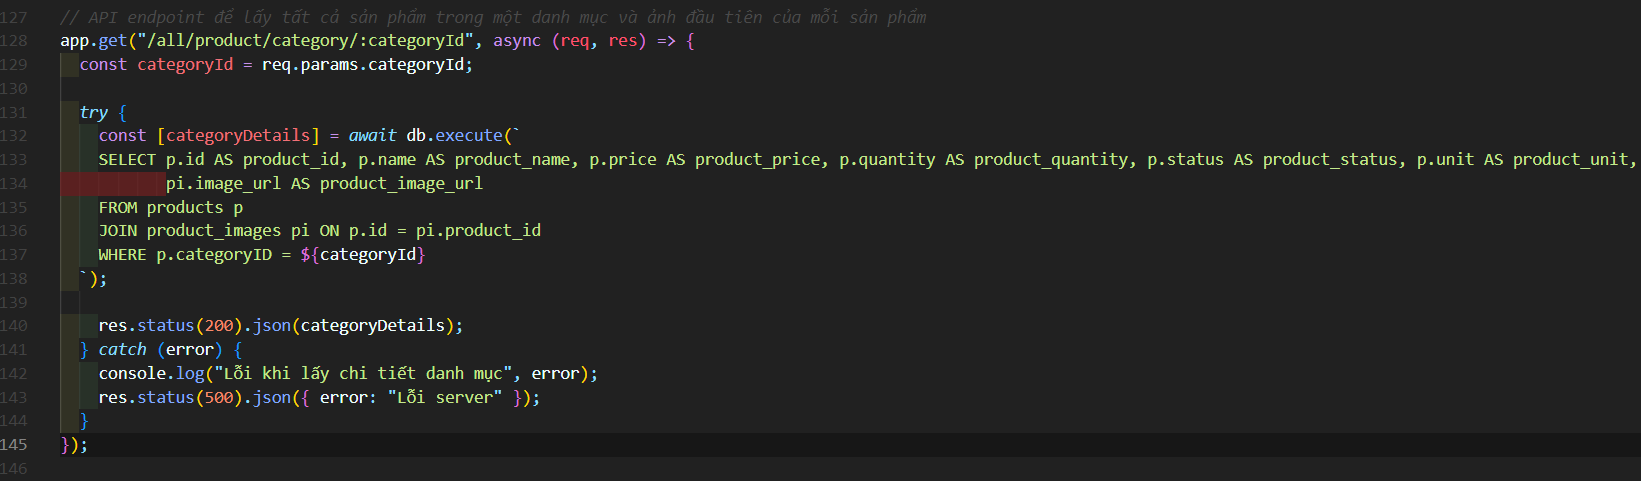 127 // API endpoint để lấy tất cả sản phẩm trong một danh mục và ảnh đầu tiên của mỗi sản phẩm
128 app.get("/all/product/category/:categoryId", async (req, res) => {
129 const categoryId = req.params.categoryId;
130
131 try {
132 const [categoryDetails] = await db.execute(`
133 SELECT p.id AS product_id, p.name AS product_name, p.price AS product_price, p.quantity AS product_quantity, p.status AS product_status, p.unit AS product_unit,
134 pi.image_url AS product_image_url
135 FROM products p
136 JOIN product_images pi ON p.id = pi.product_id
137 WHERE p.categoryID = ${categoryId}
138 `);
139
140 res.status(200).json(categoryDetails);
141 } catch (error) {
142 console.log("Lỗi khi lấy chi tiết danh mục", error);
143 res.status(500).json({ error: "Lỗi server" });
144 }
145 });
146